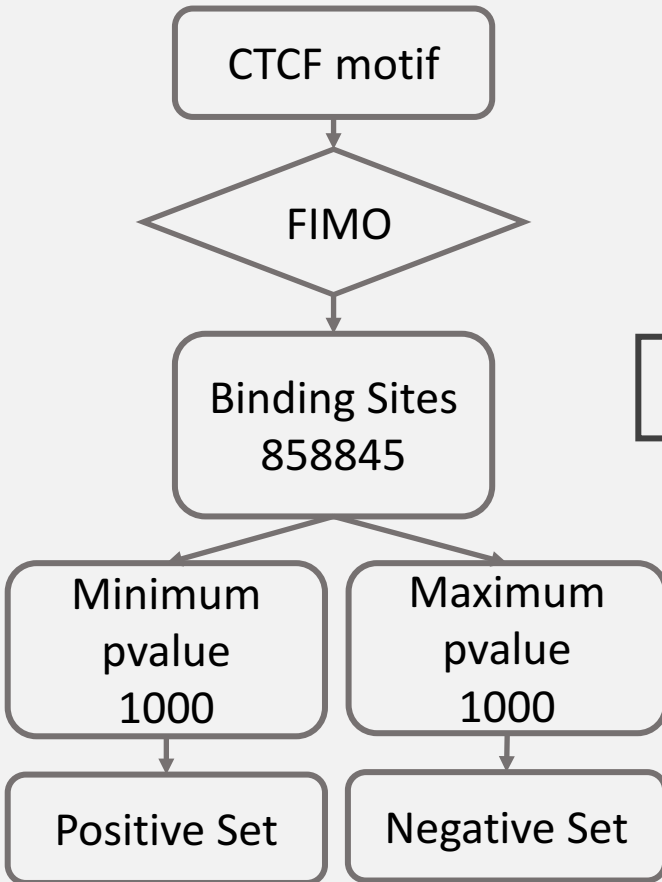 CTCF motif
FIMO
Binding Sites
858845
Minimum
pvalue
1000
Maximum
pvalue
1000
Positive Set
Negative Set